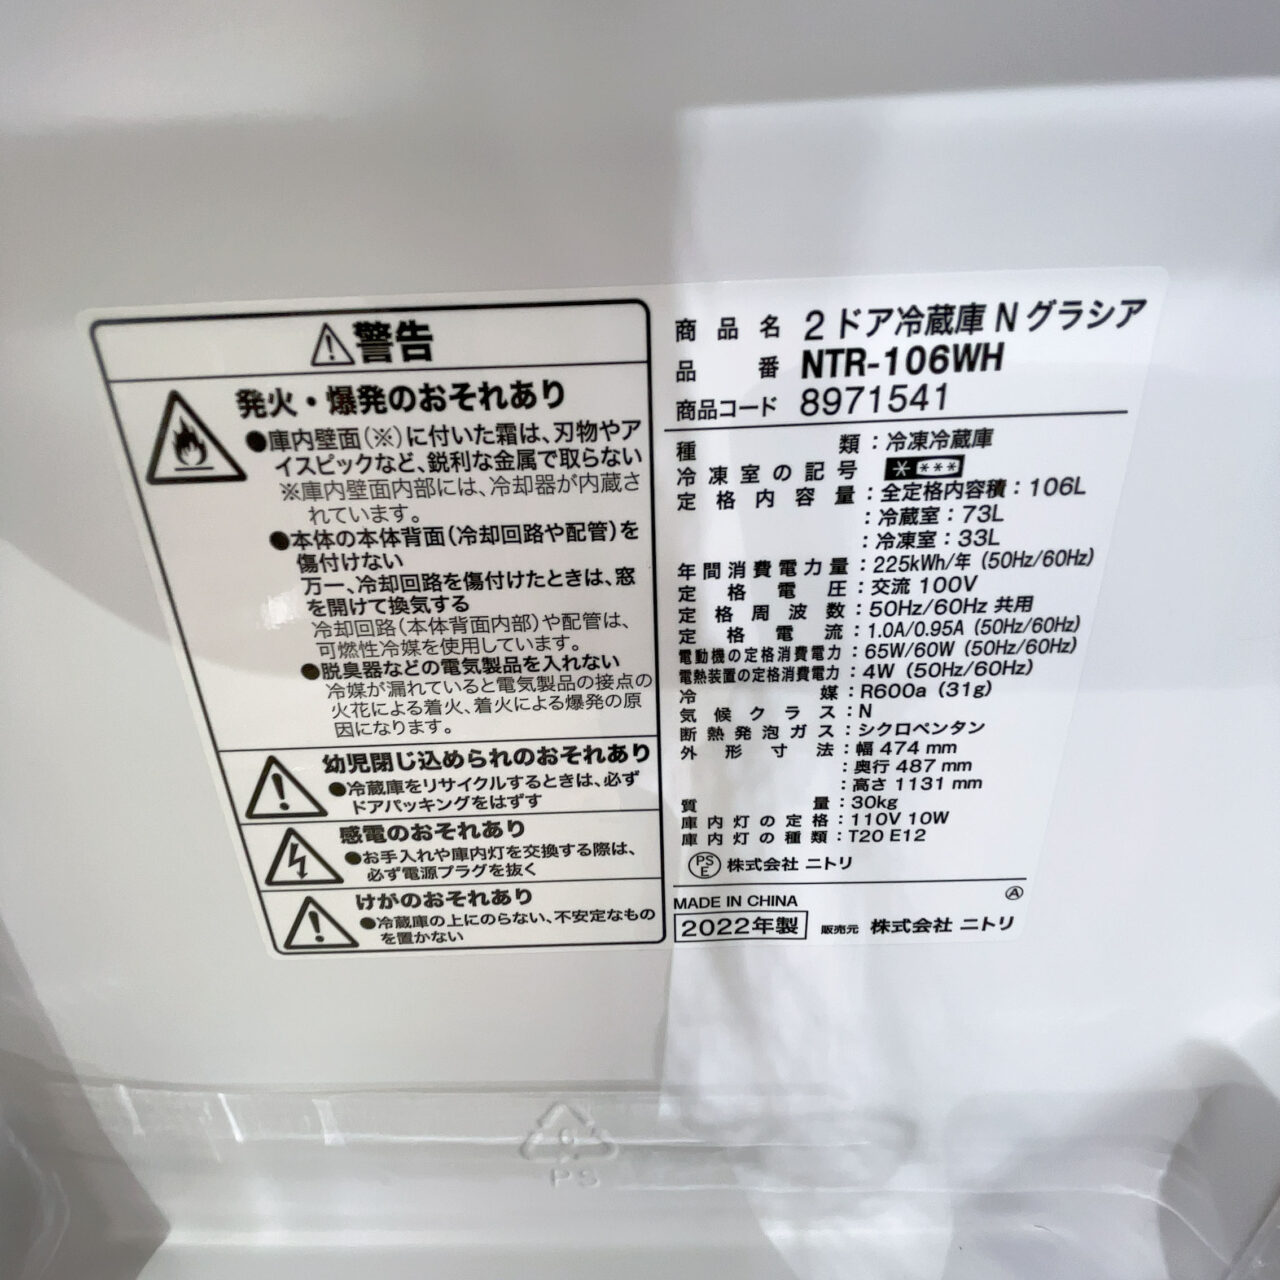 ⚠警告
発火・爆発のおそれあり
●庫内壁面(※)に付いた霜は、刃物やア
イスピックなど、鋭利な金属で取らない
※庫内壁面内部には、冷却器が内蔵さ
れています。
●本体の本体背面(冷却回路や配管)を
傷付けない
万一、冷却回路を傷付けたときは、窓
を開けて換気する
冷却回路(本体背面内部)や配管は、
可燃性冷媒を使用しています。
●脱臭器などの電気製品を入れない
冷媒が漏れていると電気製品の接点の
火花による着火、着火による爆発の原
因になります。
幼児閉じ込められのおそれあり
●冷蔵庫をリサイクルするときは、必ず
ドアパッキングをはずす
感電のおそれあり
●お手入れや庫内灯を交換する際は、
必ず電源プラグを抜く
けがのおそれあり
●冷蔵庫の上にのらない、不安定なもの
を置かない
商品名 2ドア冷蔵庫 N グラシア
品番 NTR-106WH
商品コード 8971541
種類:冷凍冷蔵庫
冷凍室の記号 * ***
定格内容量:全定格内容積:106L
:冷蔵室:73L
:冷凍室:33L
年間消費電力量:225kWh/年 (50Hz/60Hz)
定格電圧:交流 100V
定格周波数:50Hz/60Hz 共用
定格電流:1.0A/0.95A (50Hz/60Hz)
電動機の定格消費電力:65W/60W (50Hz/60Hz)
電熱装置の定格消費電力:4W (50Hz/60Hz)
冷媒:R600a (31g)
気候クラス:N
断熱発泡ガス:シクロペンタン
外形寸法:幅 474 mm
:奥行 487 mm
:高さ 1131 mm
質量:30kg
庫内灯の定格:110V 10W
庫内灯の種類:T20 E12
PS
E 株式会社 ニトリ
Ⓐ
MADE IN CHINA
2022年製 販売元 株式会社 ニトリ
6
PS